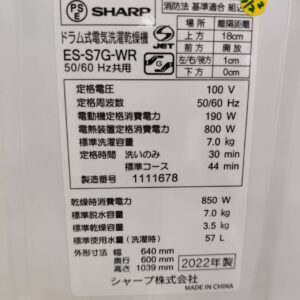 PS E SHARP
ドラム式電気洗濯乾燥機
ES-S7G-WR
50/60 Hz共用
JET
消防法 基準適合 組込
場所 離隔距離
上方 18cm
前方 開放
左右/後方 1cm
下方 0cm
定格電圧 100 V
定格周波数 50/60 Hz
電動機定格消費電力 190 W
電熱装置定格消費電力 800 W
標準洗濯容量 7.0 kg
定格時間 洗いのみ 30 min
標準コース 44 min
製造番号 1111678
乾燥時消費電力 850 W
標準脱水容量 7.0 kg
標準乾燥容量 3.5 kg
標準使用水量(洗濯時) 57 L
外形寸法 幅 640 mm
奥行 600 mm
高さ 1039 mm
2022年製
シャープ株式会社
MADE IN CHINA